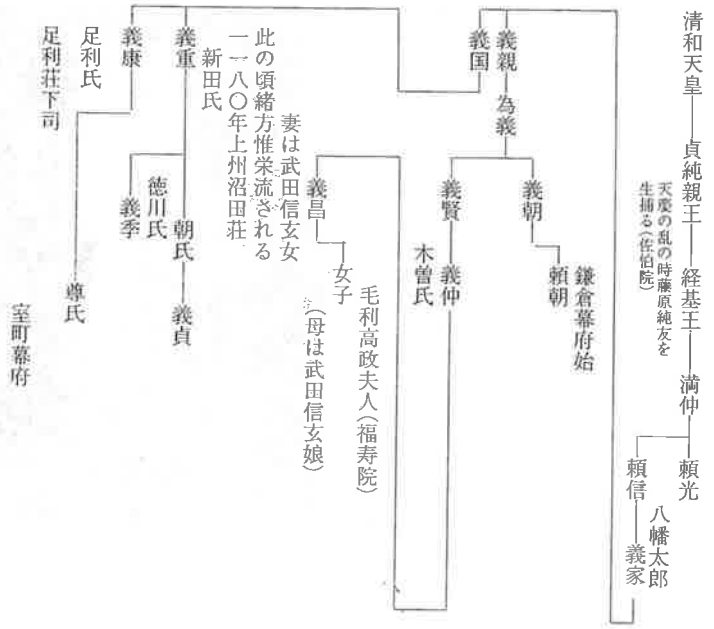 清和天皇 貞純親王 経基王 満仲 頼光
天慶の乱の時藤原純友を
生捕る(佐伯院)
頼信 義家
八幡太郎
義親 為義 義朝 頼朝
鎌倉幕府始
義賢 義仲
木曽氏
義昌 女子
毛利高政夫人(福寿院)
(母は武田信玄娘)
妻は武田信玄女
義国
義重 朝氏 義貞
新田氏
此の頃緒方惟栄流される
一一八〇年上州沼田荘
徳川氏
義季
義康 尊氏
足利氏
足利荘下司
室町幕府